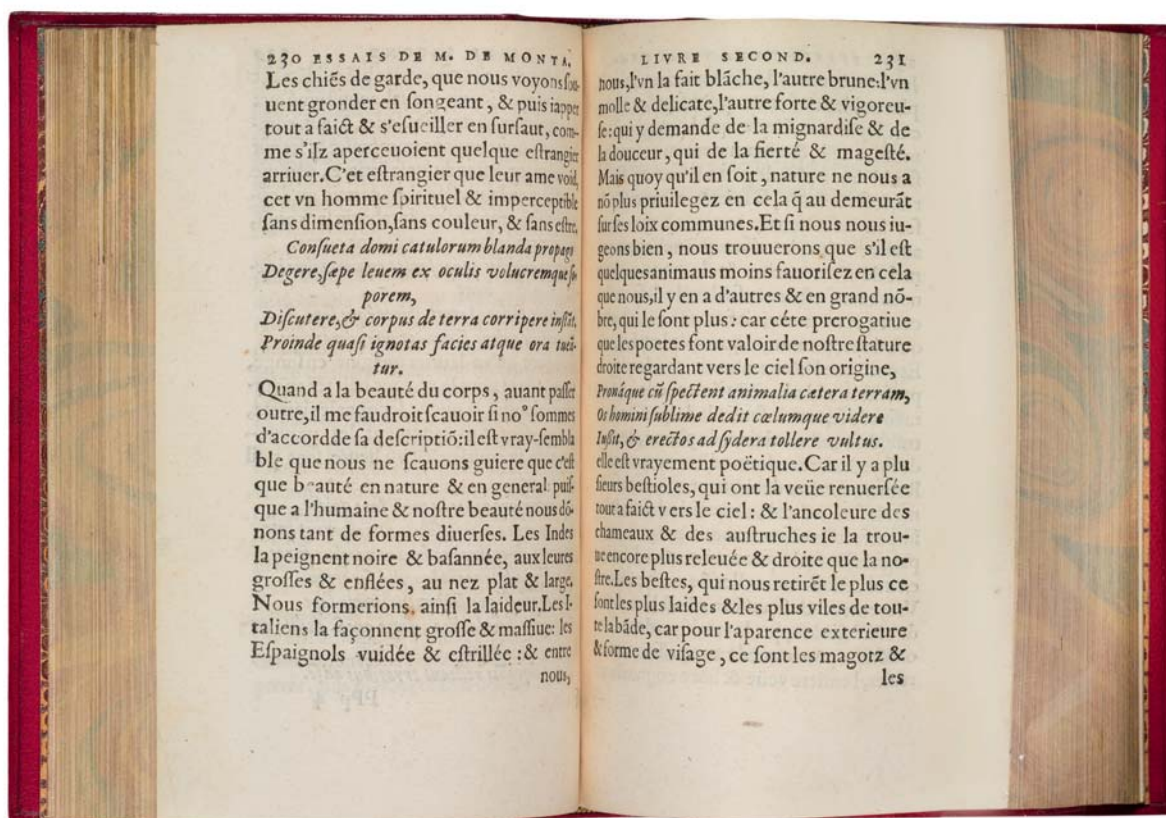 230 ESSAIS DE M. DE MONTA.
Les chiẽs de garde, que nous voyons ſou
uent gronder en ſongeant, & puis iapper
tout a faict & s'eſueiller en ſurſaut, com-
me s'ilz aperceuoient quelque eſtrangier
arriuer. C'et eſtrangier que leur ame void,
cet vn homme ſpirituel & imperceptible
ſans dimenſion, ſans couleur, & ſans eſtre.
Conſueta domi catulorum blanda propago
Degere, ſæpe leuem ex oculis volucremque ſo
porem,
Diſcutere, & corpus de terra corripere inſtãt,
Proinde quaſi ignotas facies atque ora tueã-
tur.
Quand a la beauté du corps, auant paſſer
outre, il me faudroit ſcauoir ſi noꝰ ſommes
d'accordde ſa deſcriptiõ: il eſt vray-ſembla
ble que nous ne ſcauons guiere que c'eſt
que beauté en nature & en general puiſ-
que a l'humaine & noſtre beauté nous dõ-
nons tant de formes diuerſes. Les Indes
la peignent noire & baſannée, aux leures
groſſes & enflées, au nez plat & large.
Nous formerions ainſi la laideur. Les I-
taliens la façonnent groſſe & maſſiue: les
Eſpaignols vuidée & eſtrillée: & entre
nous,
LIVRE SECOND. 231
nous, l'vn la fait blãche, l'autre brune: l'vn
molle & delicate, l'autre forte & vigoreu-
ſe: qui y demande de la mignardiſe & de
la douceur, qui de la fierté & mageſté.
Mais quoy qu'il en ſoit, nature ne nous a
nõ plus priuilegez en cela q̃ au demeurãt
ſur ſes loix communes. Et ſi nous nous iu-
geons bien, nous trouuerons que s'il eſt
quelques animaus moins fauoriſez en cela
que nous, il y en a d'autres & en grand nõ-
bre, qui le ſont plus: car céte prerogatiue
que les poetes font valoir de noſtre ſtature
droite regardant vers le ciel ſon origine,
Pronáque cũ ſpectent animalia cætera terram,
Os homini ſublime dedit cœlumque videre
Iuſſit, & erectos ad ſydera tollere vultus.
elle eſt vrayement poëtique. Car il y a plu
ſieurs beſtioles, qui ont la veüe renuerſée
tout a faict vers le ciel: & l'ancoleure des
chameaux & des auſtruches ie la trou-
ue encore plus releuée & droite que la no-
ſtre. Les beſtes, qui nous retirẽt le plus ce
ſont les plus laides & les plus viles de tou-
te la bãde, car pour l'aparence exterieure
& forme de viſage, ce ſont les magotz &
les